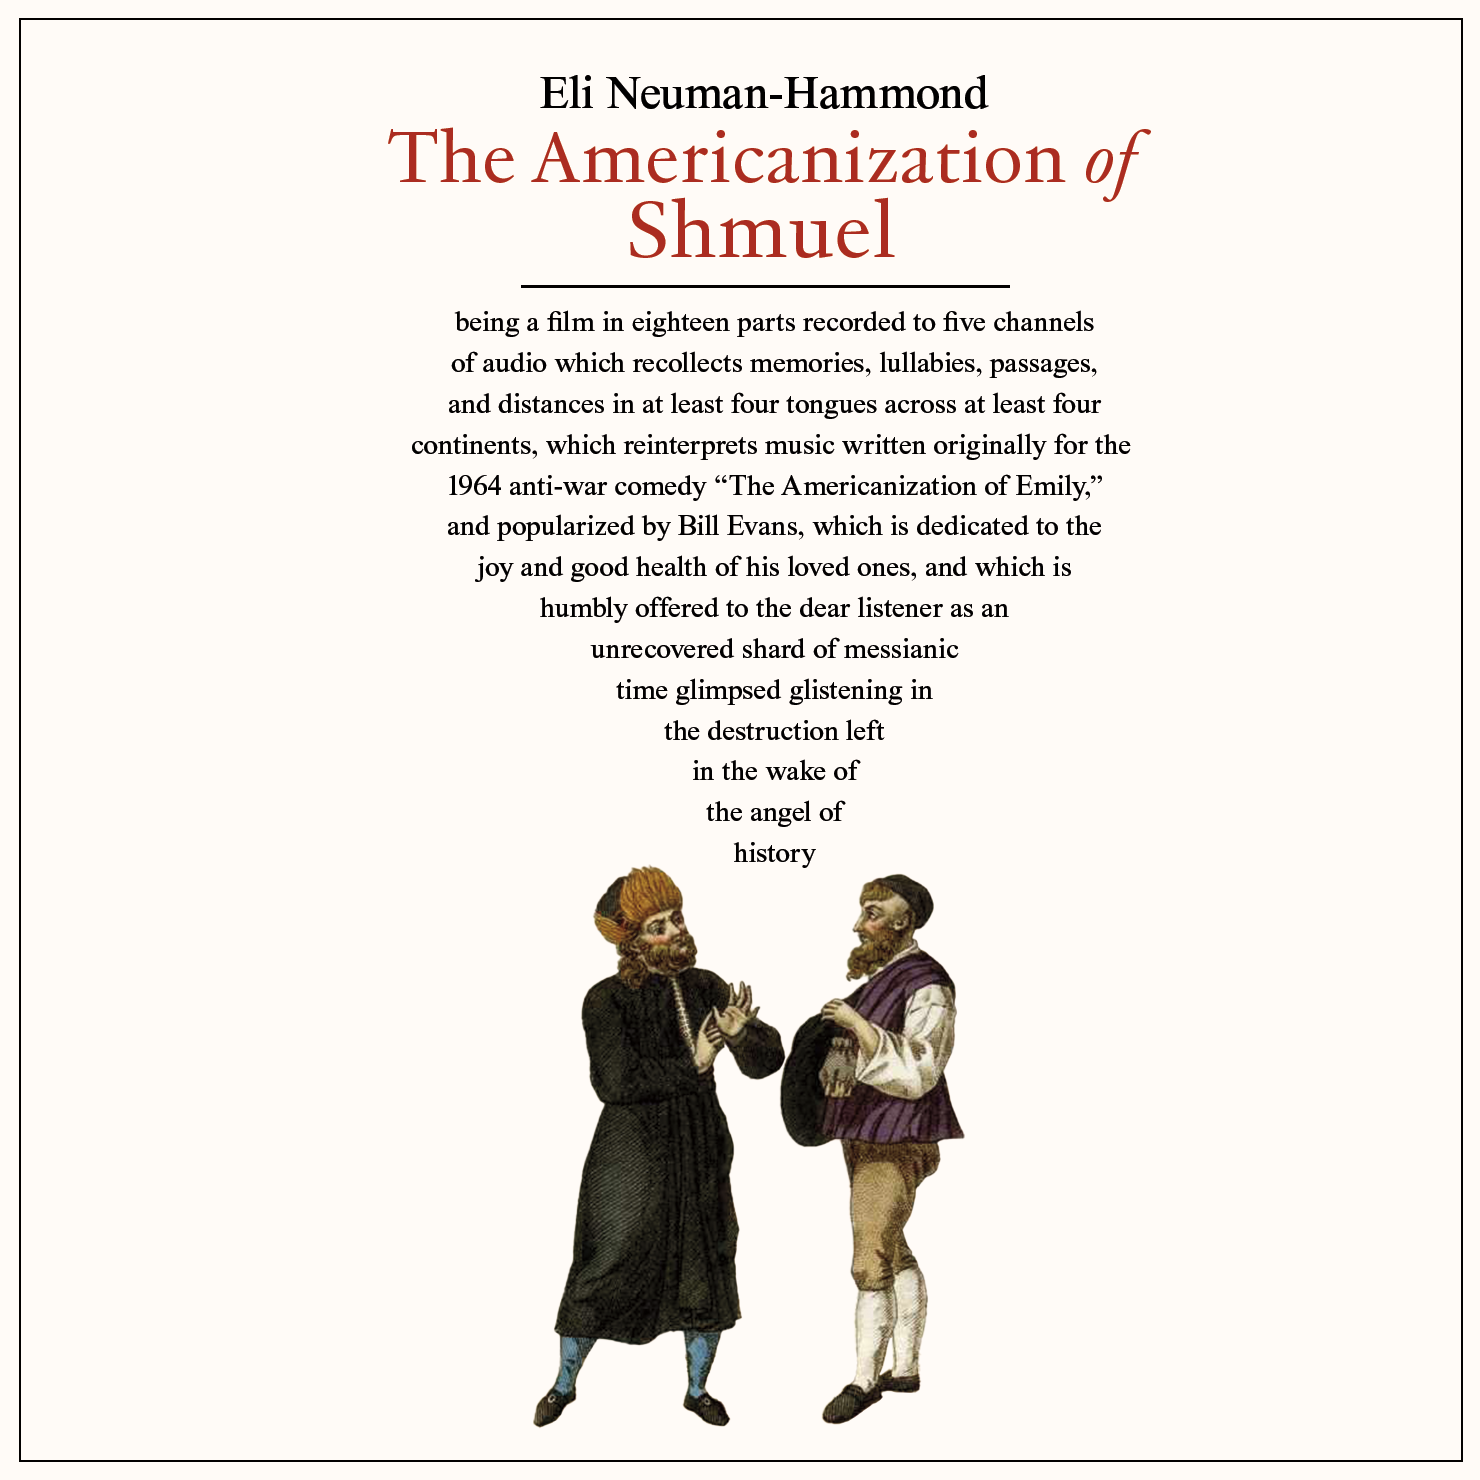 Eli Neuman-Hammond
The Americanization of
Shmuel
being a film in eighteen parts recorded to five channels
of audio which recollects memories, lullabies, passages,
and distances in at least four tongues across at least four
continents, which reinterprets music written originally for the
1964 anti-war comedy “The Americanization of Emily,”
and popularized by Bill Evans, which is dedicated to the
joy and good health of his loved ones, and which is
humbly offered to the dear listener as an
unrecovered shard of messianic
time glimpsed glistening in
the destruction left
in the wake of
the angel of
history